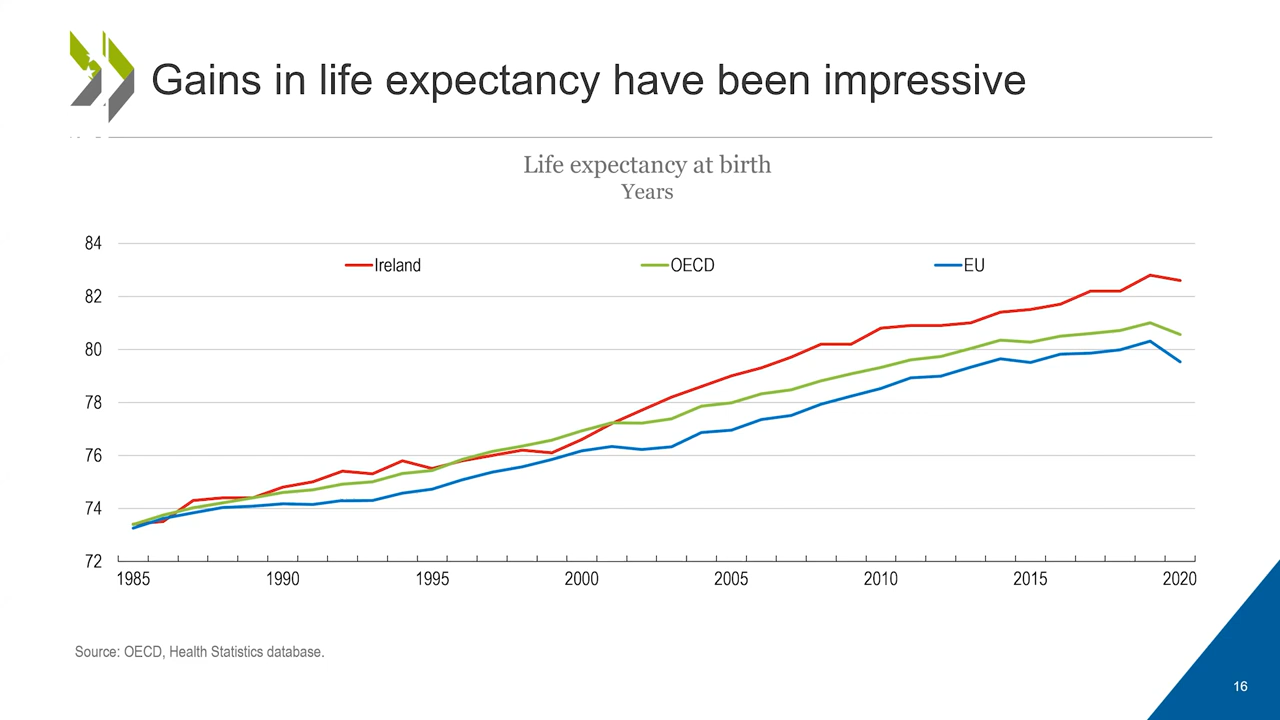 Gains in life expectancy have been impressive
Life expectancy at birth
Years
84
82
80
78
76
74
72
Ireland
OECD
EU
1985
1990
1995
2000
2005
2010
2015
2020
Source: OECD, Health Statistics database.
16